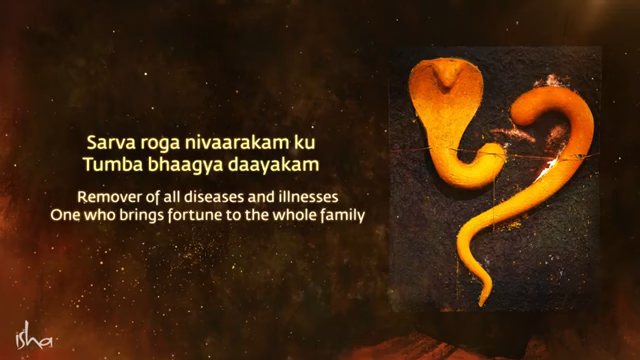 Sarva roga nivaarakam ku
Tumba bhaagya daayakam
Remover of all diseases and illnesses
One who brings fortune to the whole family
isha